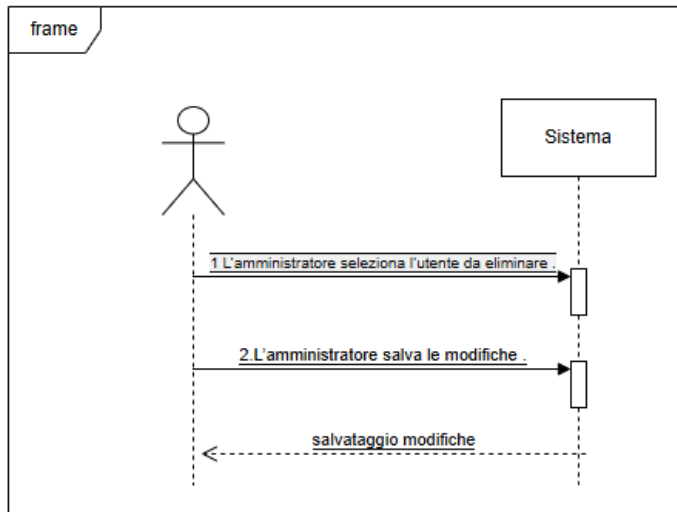 frame
Sistema
1 L'amministratore seleziona l'utente da eliminare .
2.L'amministratore salva le modifiche .
salvataggio modifiche